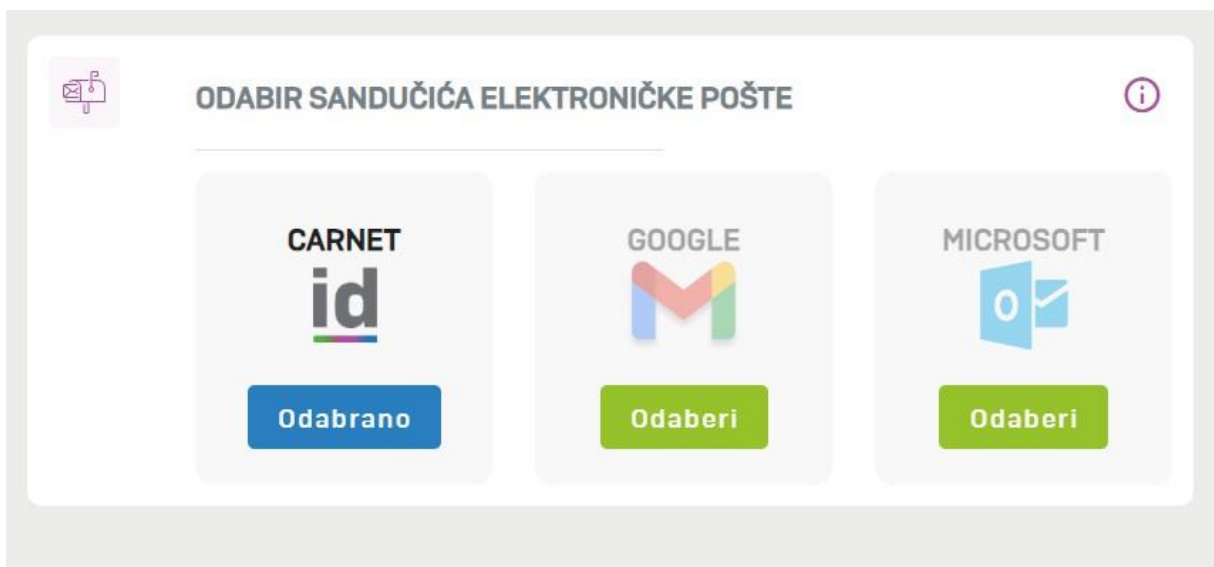 ODABIR SANDUČIĆA ELEKTRONIČKE POŠTE
CARNET
id
Odabrano
GOOGLE
Odaberi
MICROSOFT
Odaberi